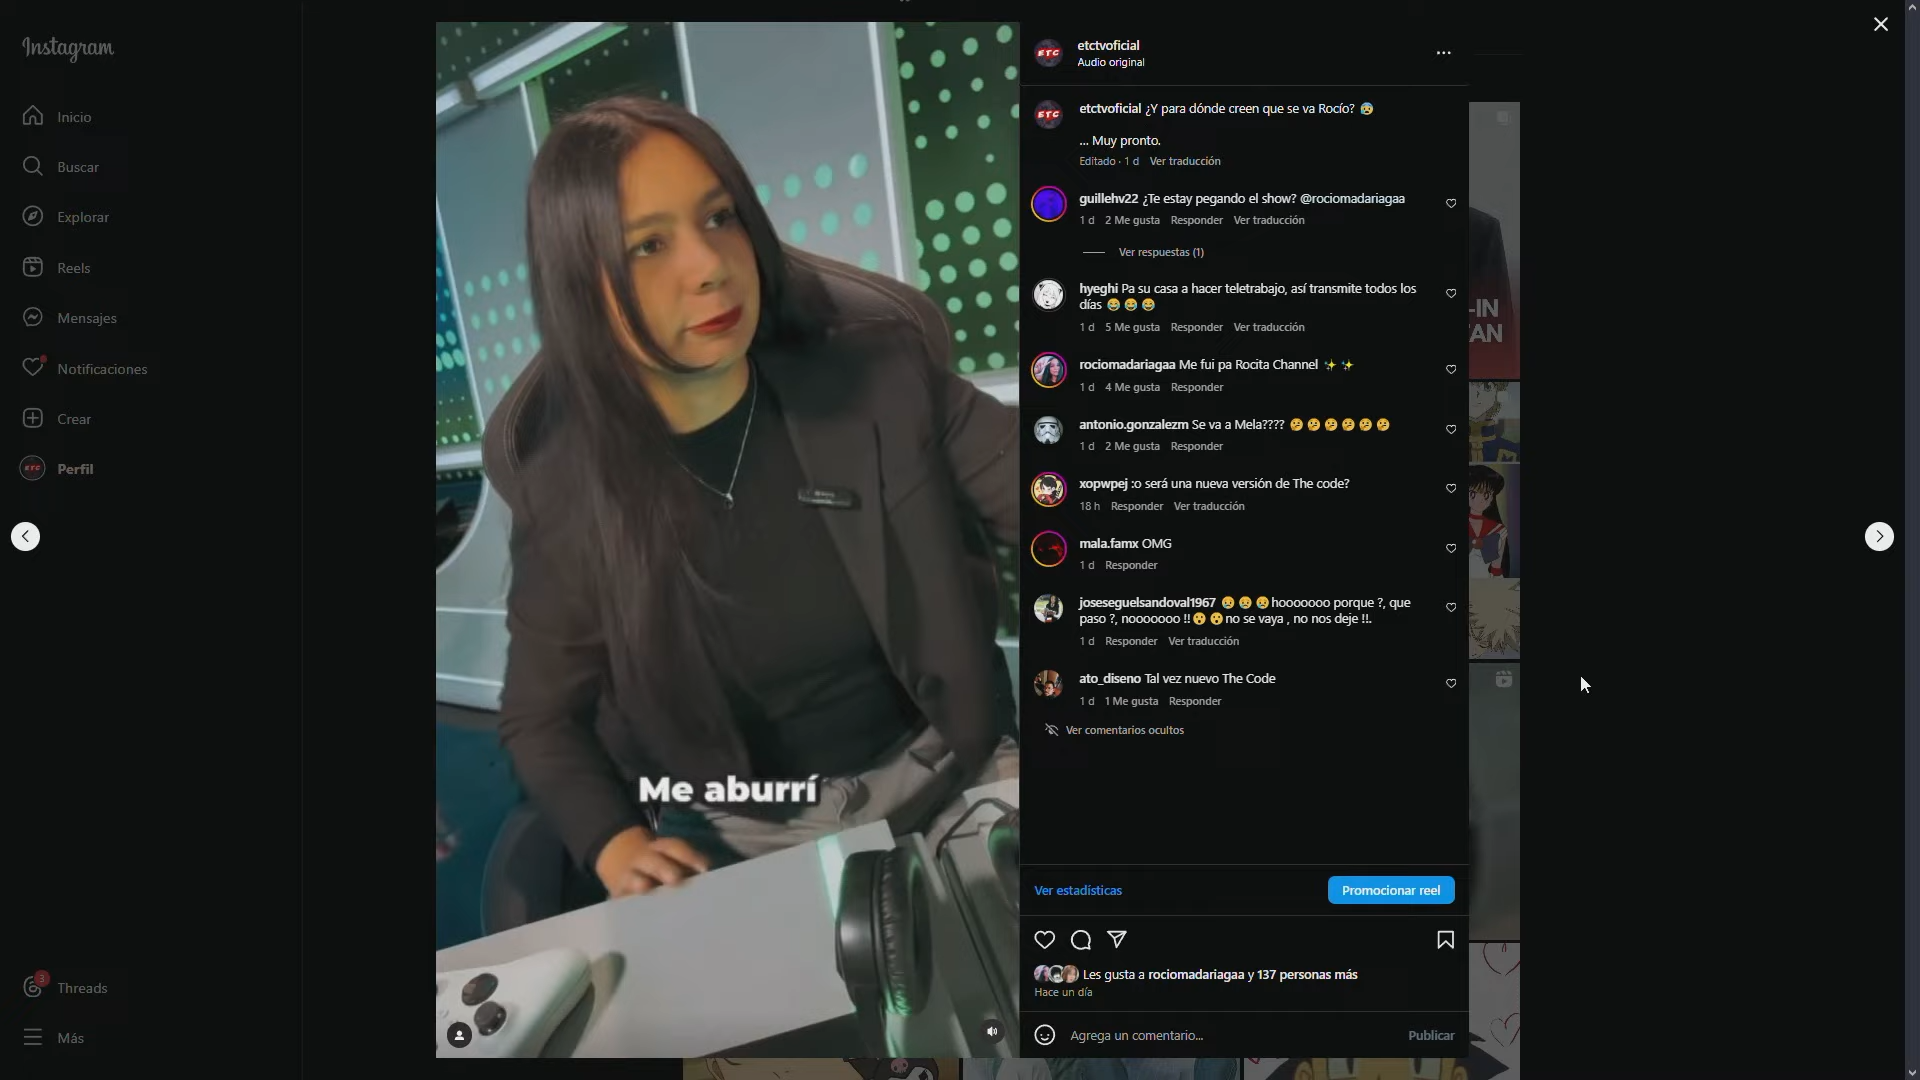 Instagram
Inicio
Buscar
Explorar
Reels
Mensajes
Notificaciones
Crear
ETC
Perfil
3
Threads
Más
Me aburrí
ETC
etctvoficial
Audio original
ETC
etctvoficial ¿Y para dónde creen que se va Rocío? 😰
... Muy pronto.
Editado · 1 d Ver traducción
guillehv22 ¿Te estay pegando el show? @rociomadariagaa
1 d 2 Me gusta Responder Ver traducción
Ver respuestas (1)
hyeghi Pa su casa a hacer teletrabajo, así transmite todos los
días 😂😂😂
1 d 5 Me gusta Responder Ver traducción
rociomadariagaa Me fui pa Rocita Channel ✨✨
1 d 4 Me gusta Responder
antonio.gonzalezm Se va a Mela???? 🤔🤔🤔🤔🤔🤔
1 d 2 Me gusta Responder
xopwpej :o será una nueva versión de The code?
18 h Responder Ver traducción
mala.famx OMG
1 d Responder
joseseguelsandoval1967 😥😥😥hooooooo porque ?, que
paso ?, nooooooo !!😮😮no se vaya , no nos deje !!.
1 d Responder Ver traducción
ato_diseno Tal vez nuevo The Code
1 d 1 Me gusta Responder
Ver comentarios ocultos
Ver estadísticas
Promocionar reel
Les gusta a rociomadariagaa y 137 personas más
Hace un día
Agrega un comentario...
Publicar
-IN
AN